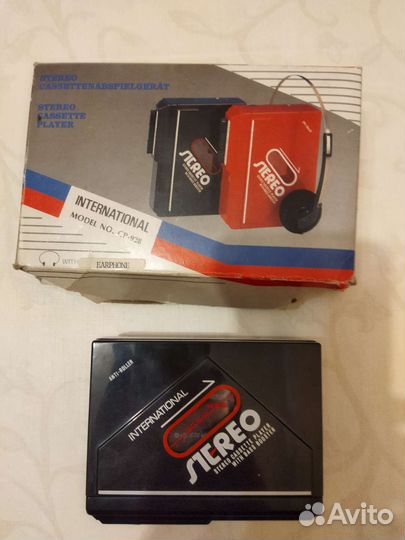 STEREO
CASSETTENABSPIELGERÄT
STEREO
CASSETTE
PLAYER
STEREO
STEREO
INTERNATIONAL
MODEL NO. CP-928
WITH
EARPHONE
ANTI-ROLLER
INTERNATIONAL
STEREO
STEREO CASSETTE PLAYER
WITH BASS BOOSTER
Avito